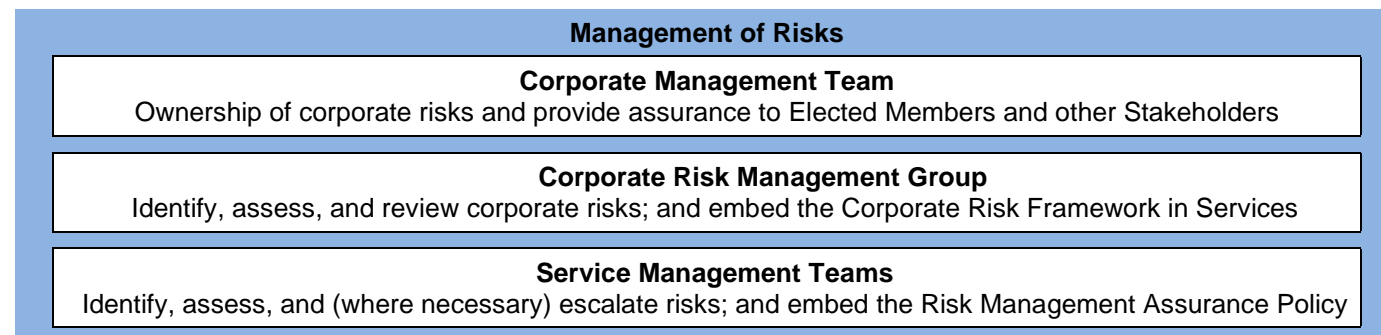 Management of Risks
Corporate Management Team
Ownership of corporate risks and provide assurance to Elected Members and other Stakeholders
Corporate Risk Management Group
Identify, assess, and review corporate risks; and embed the Corporate Risk Framework in Services
Service Management Teams
Identify, assess, and (where necessary) escalate risks; and embed the Risk Management Assurance Policy